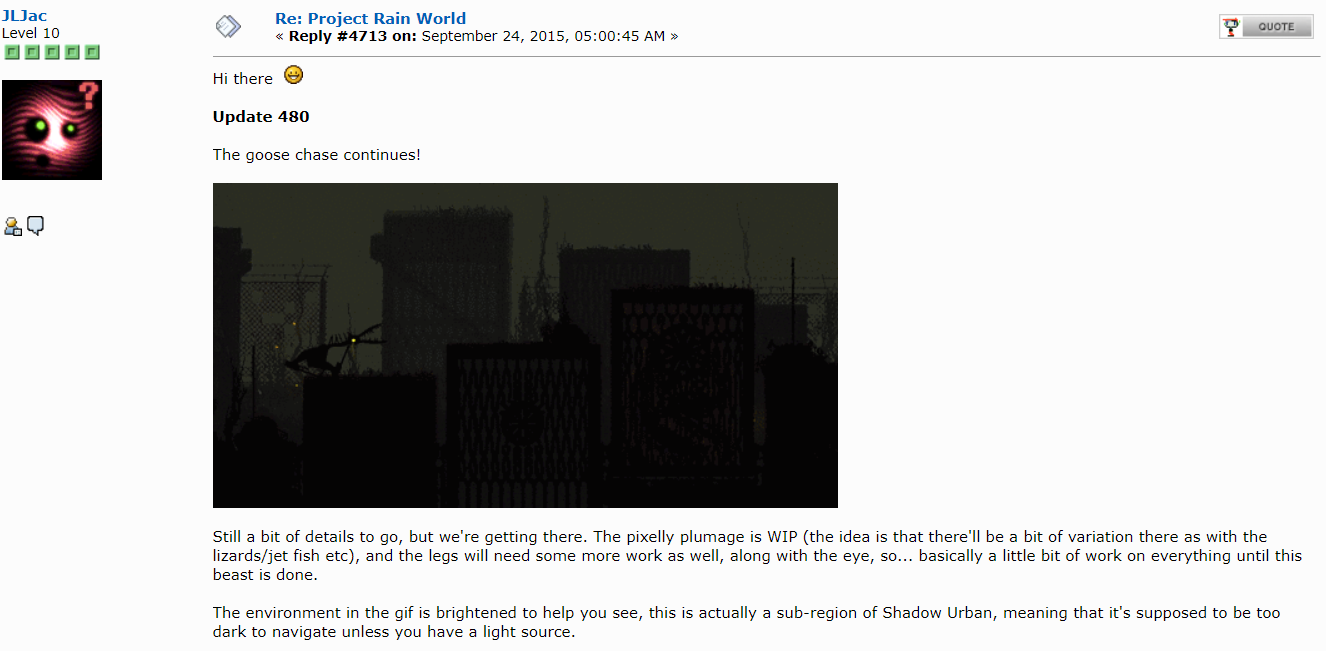 JLJac
Level 10
Re: Project Rain World
« Reply #4713 on: September 24, 2015, 05:00:45 AM »
QUOTE
Hi there
Update 480
The goose chase continues!
Still a bit of details to go, but we're getting there. The pixelly plumage is WIP (the idea is that there'll be a bit of variation there as with the
lizards/jet fish etc), and the legs will need some more work as well, along with the eye, so... basically a little bit of work on everything until this
beast is done.
The environment in the gif is brightened to help you see, this is actually a sub-region of Shadow Urban, meaning that it's supposed to be too
dark to navigate unless you have a light source.